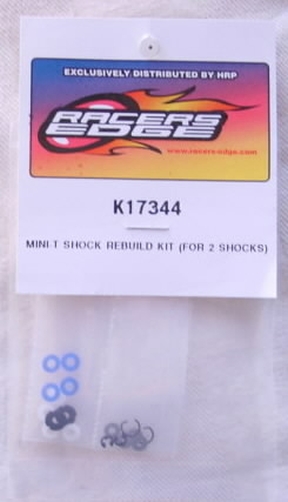 EXCLUSIVELY DISTRIBUTED BY HRP
RACERS
EDGE
www.racers-edge.com
K17344
MINI-T SHOCK REBUILD KIT (FOR 2 SHOCKS)